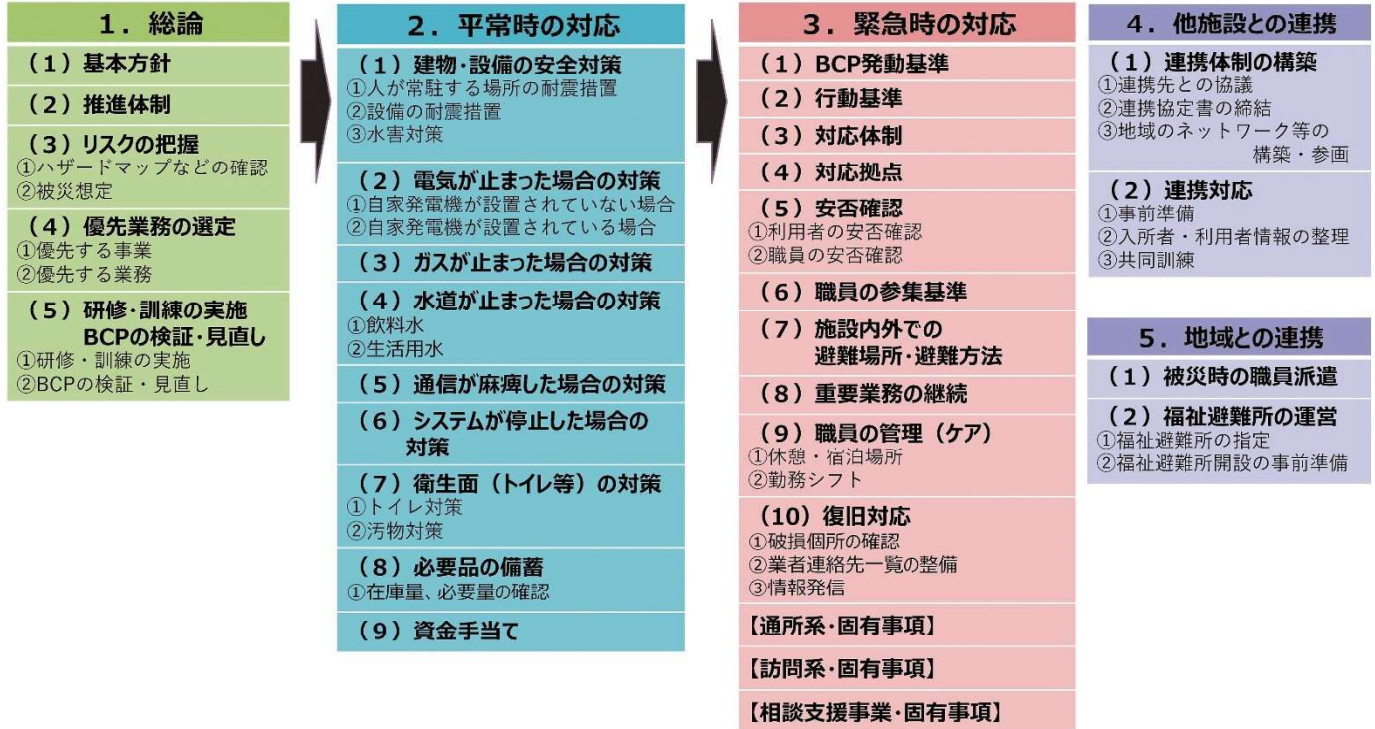 1. 総論
（1）基本方針
（2）推進体制
（3）リスクの把握
①ハザードマップなどの確認
②被災想定
（4）優先業務の選定
①優先する事業
②優先する業務
（5）研修・訓練の実施
BCPの検証・見直し
①研修・訓練の実施
②BCPの検証・見直し
2. 平常時の対応
（1）建物・設備の安全対策
①人が常駐する場所の耐震措置
②設備の耐震措置
③水害対策
（2）電気が止まった場合の対策
①自家発電機が設置されていない場合
②自家発電機が設置されている場合
（3）ガスが止まった場合の対策
（4）水道が止まった場合の対策
①飲料水
②生活用水
（5）通信が麻痺した場合の対策
（6）システムが停止した場合の
対策
（7）衛生面（トイレ等）の対策
①トイレ対策
②汚物対策
（8）必要品の備蓄
①在庫量、必要量の確認
（9）資金手当て
3. 緊急時の対応
（1）BCP発動基準
（2）行動基準
（3）対応体制
（4）対応拠点
（5）安否確認
①利用者の安否確認
②職員の安否確認
（6）職員の参集基準
（7）施設内外での
避難場所・避難方法
（8）重要業務の継続
（9）職員の管理（ケア）
①休憩・宿泊場所
②勤務シフト
（10）復旧対応
①破損個所の確認
②業者連絡先一覧の整備
③情報発信
【通所系・固有事項】
【訪問系・固有事項】
【相談支援事業・固有事項】
4. 他施設との連携
（1）連携体制の構築
①連携先との協議
②連携協定書の締結
③地域のネットワーク等の
構築・参画
（2）連携対応
①事前準備
②入所者・利用者情報の整理
③共同訓練
5. 地域との連携
（1）被災時の職員派遣
（2）福祉避難所の運営
①福祉避難所の指定
②福祉避難所開設の事前準備